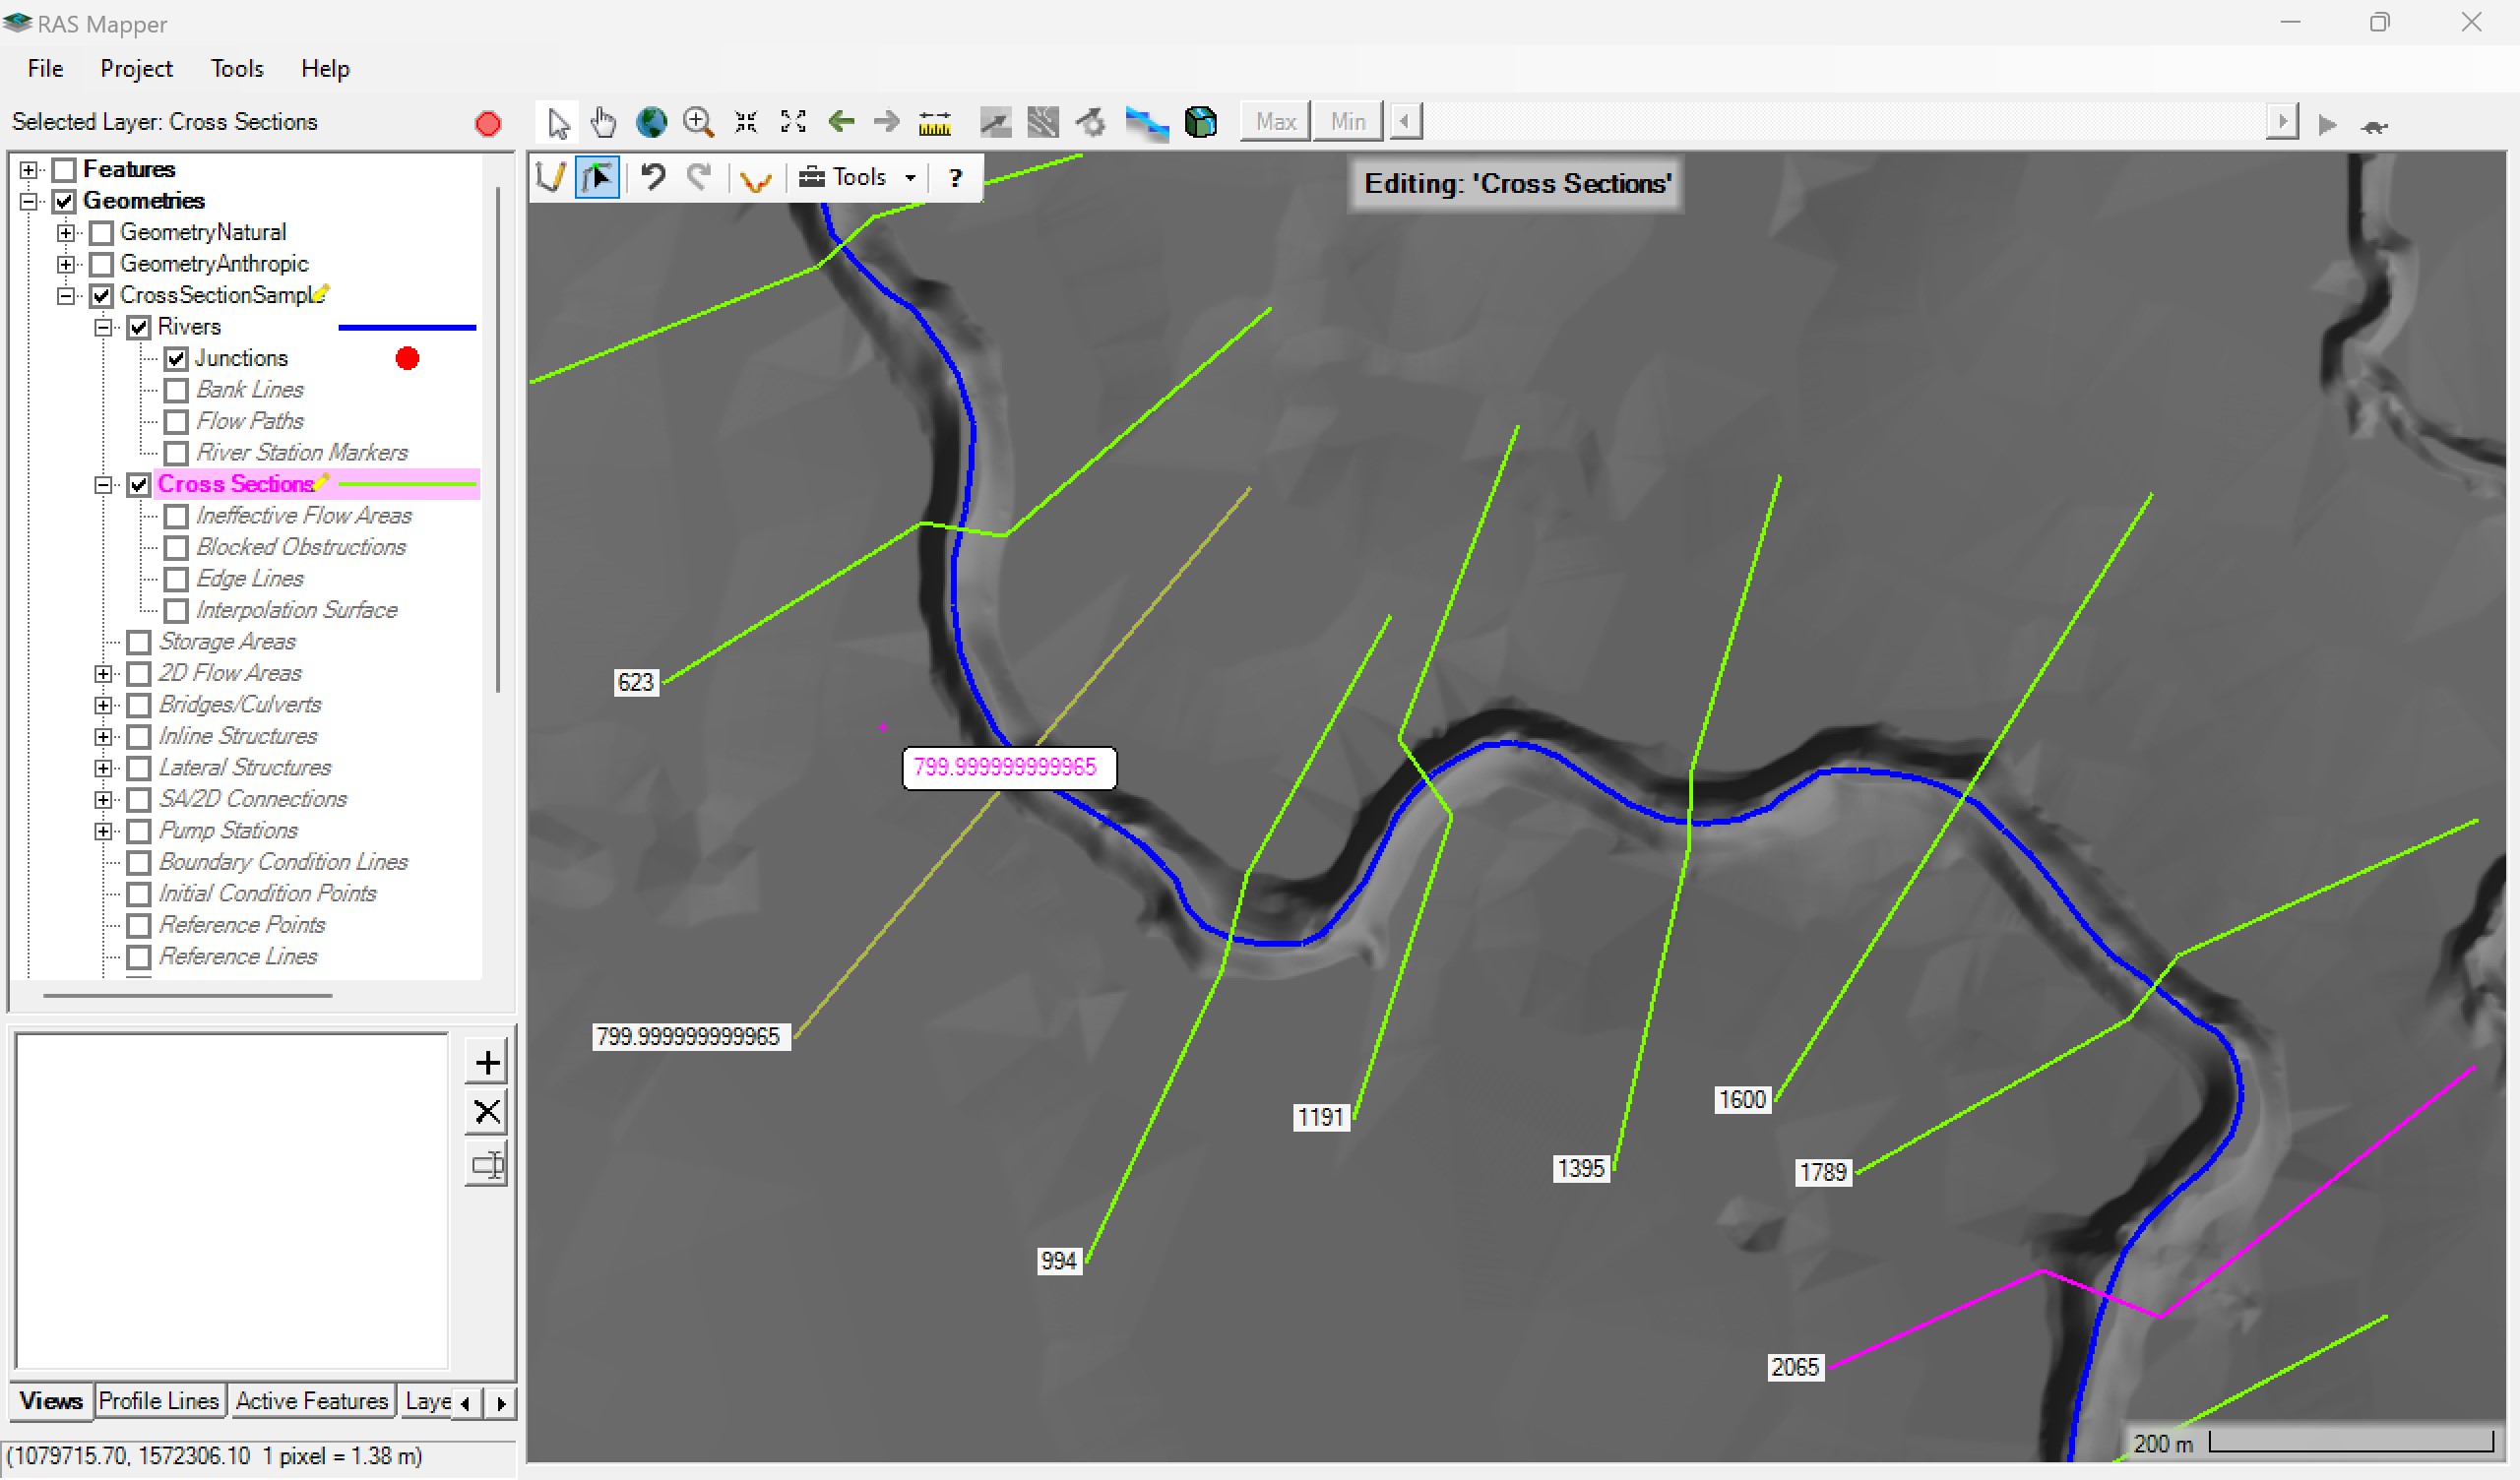 RAS Mapper
File Project Tools Help
Selected Layer: Cross Sections
Max Min
Features
Geometries
GeometryNatural
GeometryAnthropic
CrossSectionSample
Rivers
Junctions
Bank Lines
Flow Paths
River Station Markers
Cross Sections
Ineffective Flow Areas
Blocked Obstructions
Edge Lines
Interpolation Surface
Storage Areas
2D Flow Areas
Bridges/Culverts
Inline Structures
Lateral Structures
SA/2D Connections
Pump Stations
Boundary Condition Lines
Initial Condition Points
Reference Points
Reference Lines
Views Profile Lines Active Features Laye
(1079715.70, 1572306.10 1 pixel = 1.38 m)
Tools ?
Editing: 'Cross Sections'
623
799.999999999965
799.999999999965
994
1191
1395
1600
1789
2065
200 m